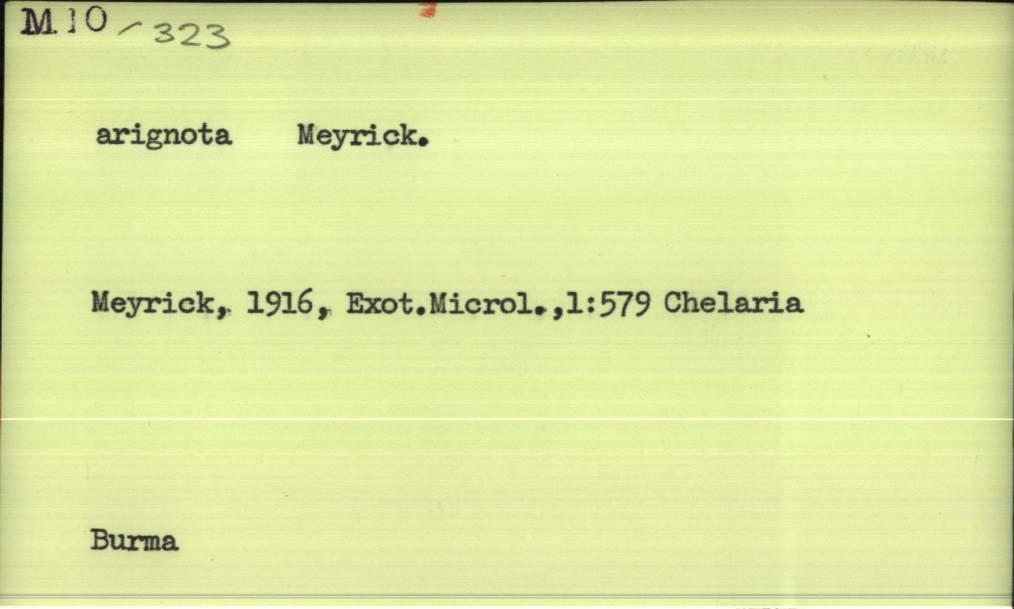 M 10 / 323
arignota Meyrick.
Meyrick, 1916, Exot.Microl.,1:579 Chelaria
Burma